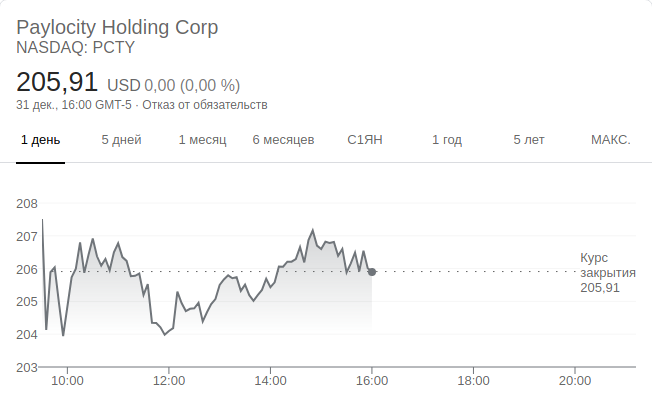 Paylocity Holding Corp
NASDAQ: PCTY
205,91 USD 0,00 (0,00 %)
31 дек., 16:00 GMT-5 · Отказ от обязательств
1 день 5 дней 1 месяц 6 месяцев С1ЯН 1 год 5 лет МАКС.
208
207
206
205
204
203
Курс
закрытия
205,91
10:00 12:00 14:00 16:00 18:00 20:00